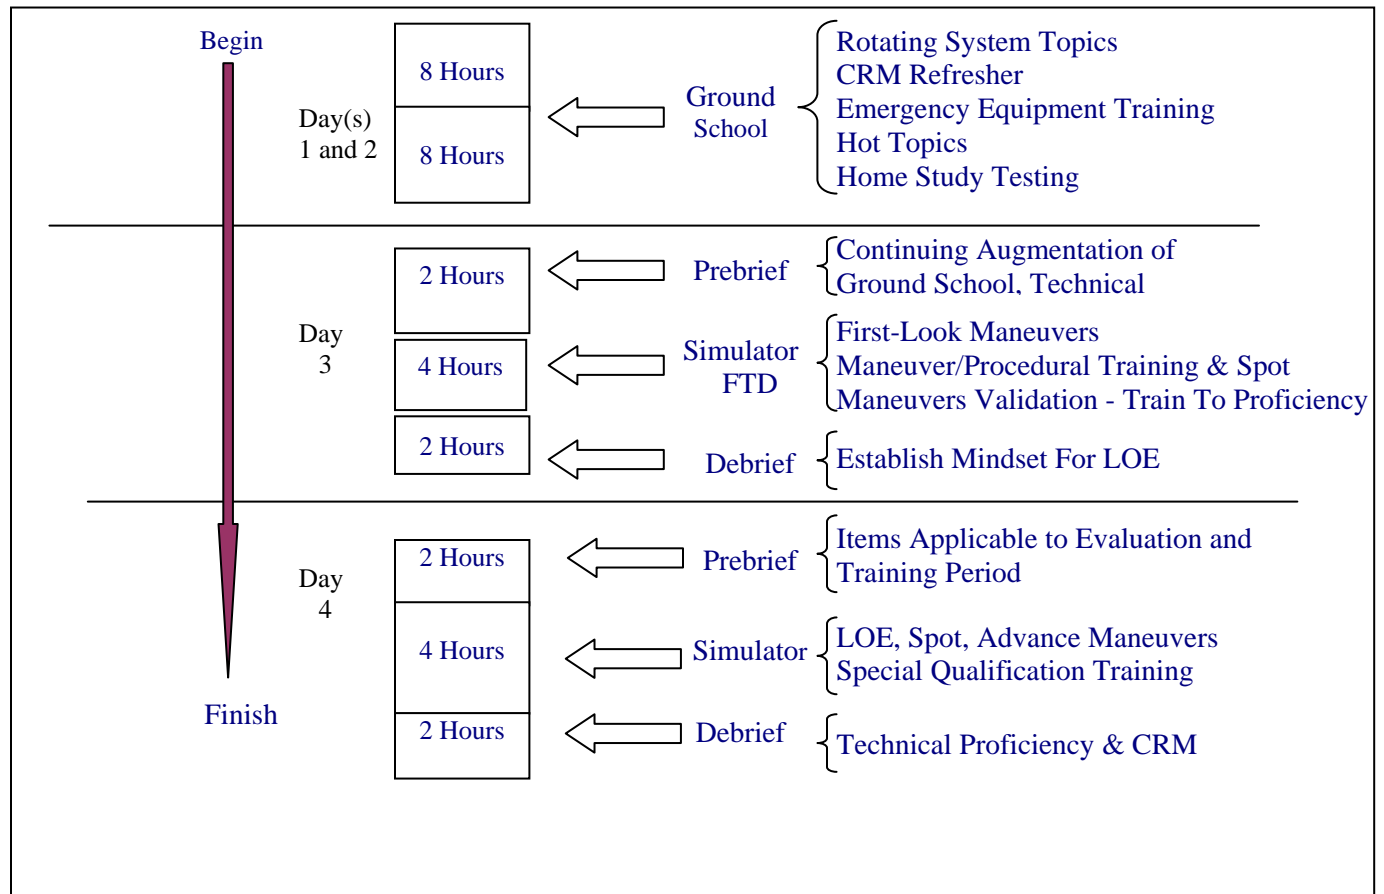 Begin
Day(s)
1 and 2
8 Hours
8 Hours
Ground
School
Rotating System Topics
CRM Refresher
Emergency Equipment Training
Hot Topics
Home Study Testing
Day
3
2 Hours
Prebrief
Continuing Augmentation of
Ground School, Technical
4 Hours
Simulator
FTD
First-Look Maneuvers
Maneuver/Procedural Training & Spot
Maneuvers Validation - Train To Proficiency
2 Hours
Debrief
Establish Mindset For LOE
Day
4
2 Hours
Prebrief
Items Applicable to Evaluation and
Training Period
4 Hours
Simulator
LOE, Spot, Advance Maneuvers
Special Qualification Training
2 Hours
Debrief
Technical Proficiency & CRM
Finish